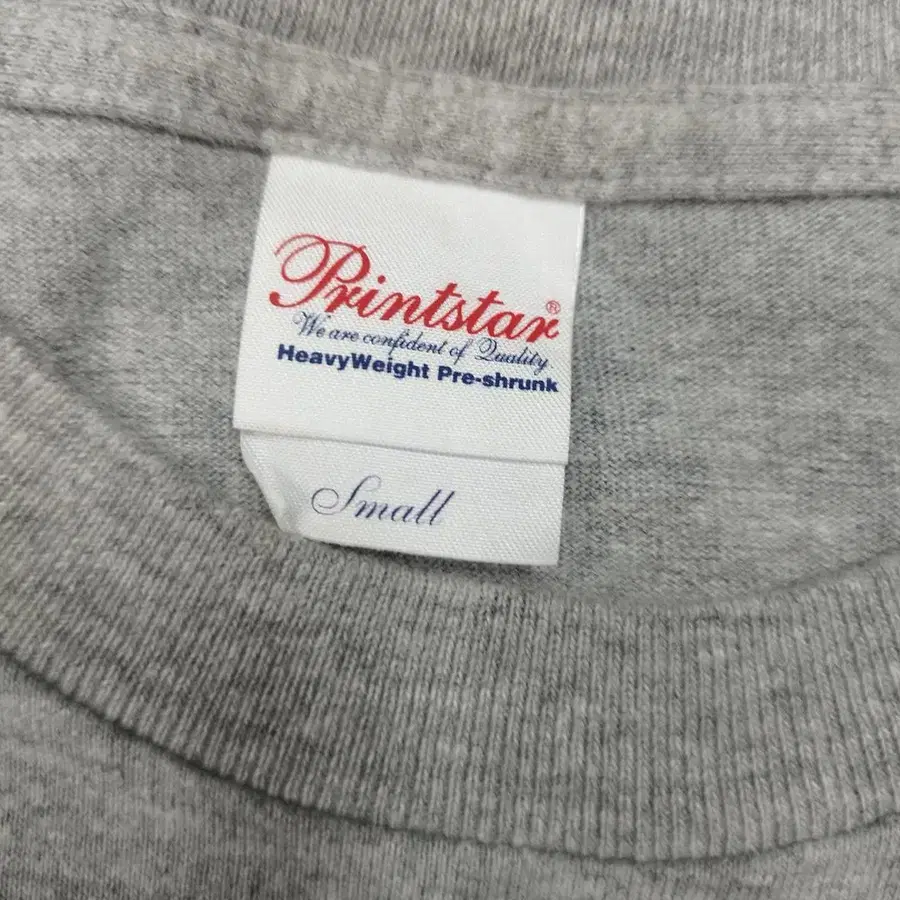 Printstar®
We are confident of Quality.
HeavyWeight Pre-shrunk
Small